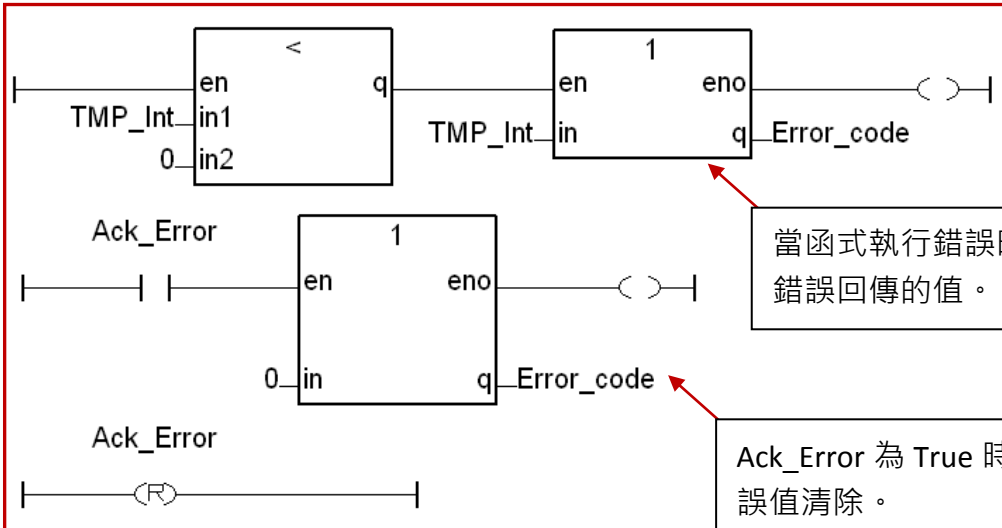 <
1
en
q
en
eno
TMP_Int
in1
TMP_Int
in
q
Error_code
0
in2
Ack_Error
1
en
eno
當函式執行錯誤
錯誤回傳的值。
0
in
q
Error_code
Ack_Error
Ack_Error 為 True 時
誤值清除。
R